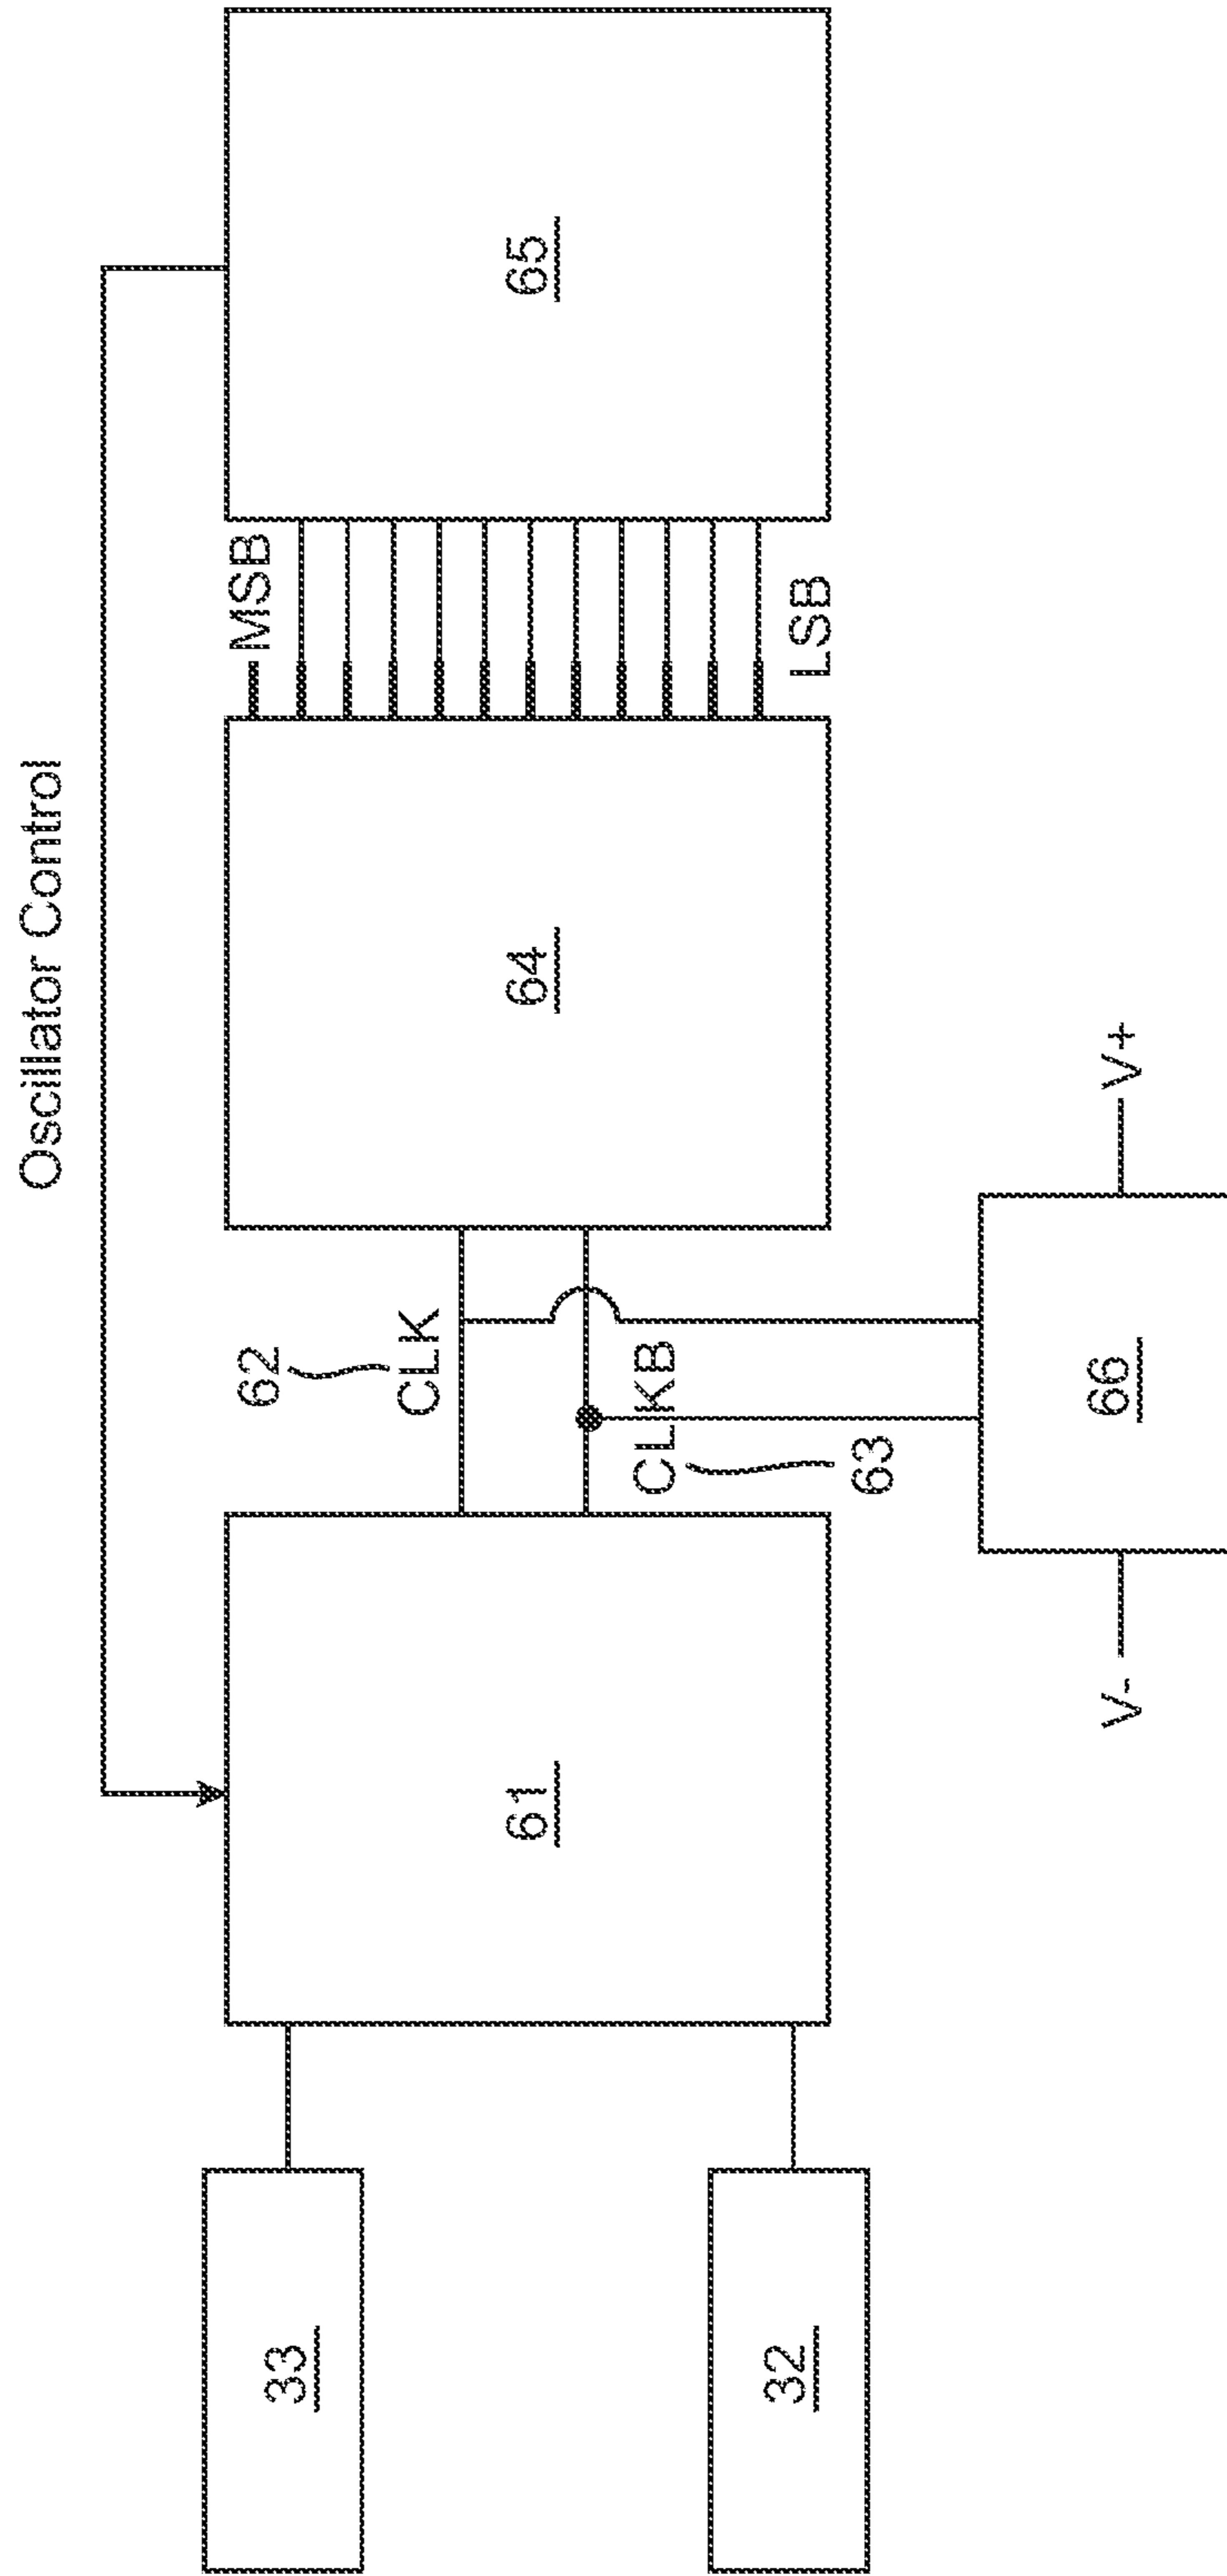 Oscillator Control
33
32
61
62
CLK
CLKB
63
64
MSB
LSB
65
V-
66
V+